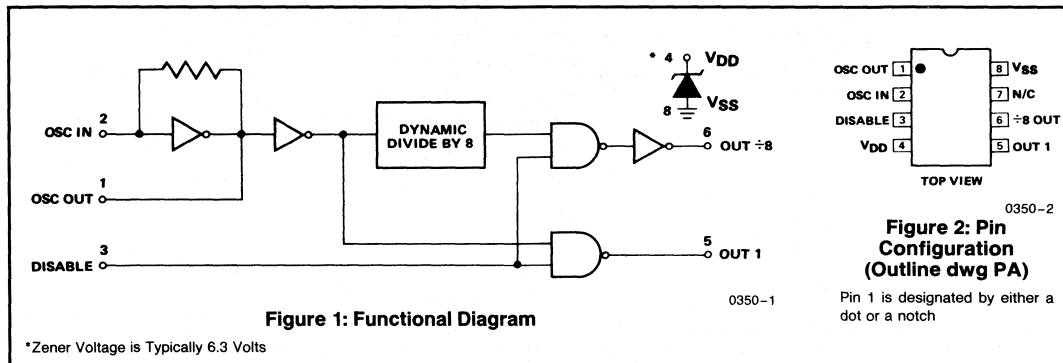 2
OSC IN
1
OSC OUT
3
DISABLE
DYNAMIC
DIVIDE BY 8
* 4 VDD
8 VSS
6
OUT ÷8
5
OUT 1
0350-1
Figure 1: Functional Diagram
*Zener Voltage is Typically 6.3 Volts
OSC OUT 1 8 VSS
OSC IN 2 7 N/C
DISABLE 3 6 ÷8 OUT
VDD 4 5 OUT 1
TOP VIEW
0350-2
Figure 2: Pin
Configuration
(Outline dwg PA)
Pin 1 is designated by either a
dot or a notch